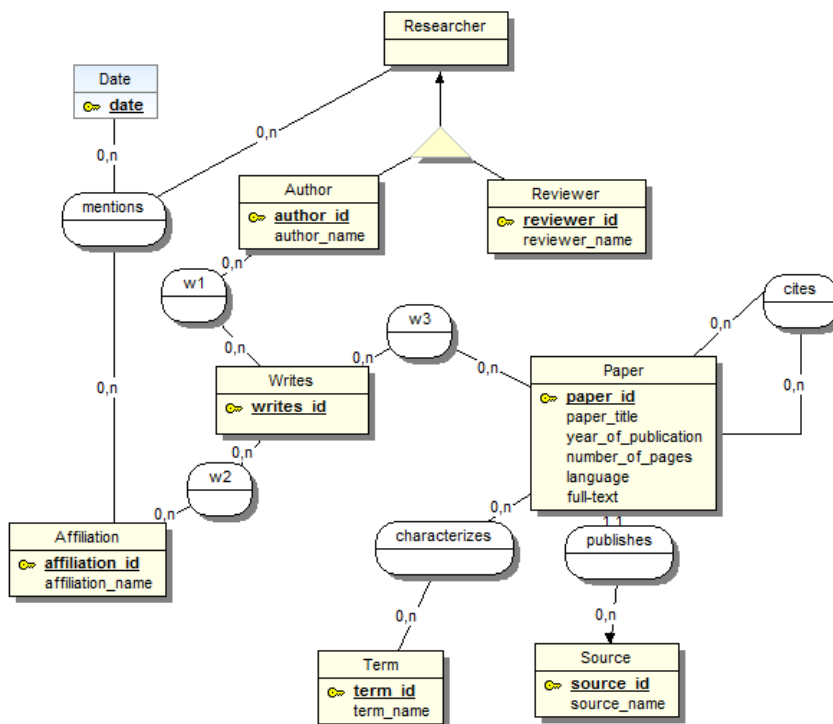 Researcher
Date
date
0,n
0,n
mentions
Author
author_id
author_name
Reviewer
reviewer_id
reviewer_name
0,n
w1
cites
w3
0,n
0,n
0,n
0,n
0,n
0,n
0,n
Writes
writes_id
Paper
paper_id
paper_title
year_of_publication
number_of_pages
language
full-text
0,n
w2
0,n
0,n
1,1
Affiliation
affiliation_id
affiliation_name
characterizes
publishes
0,n
0,n
Term
term_id
term_name
Source
source_id
source_name